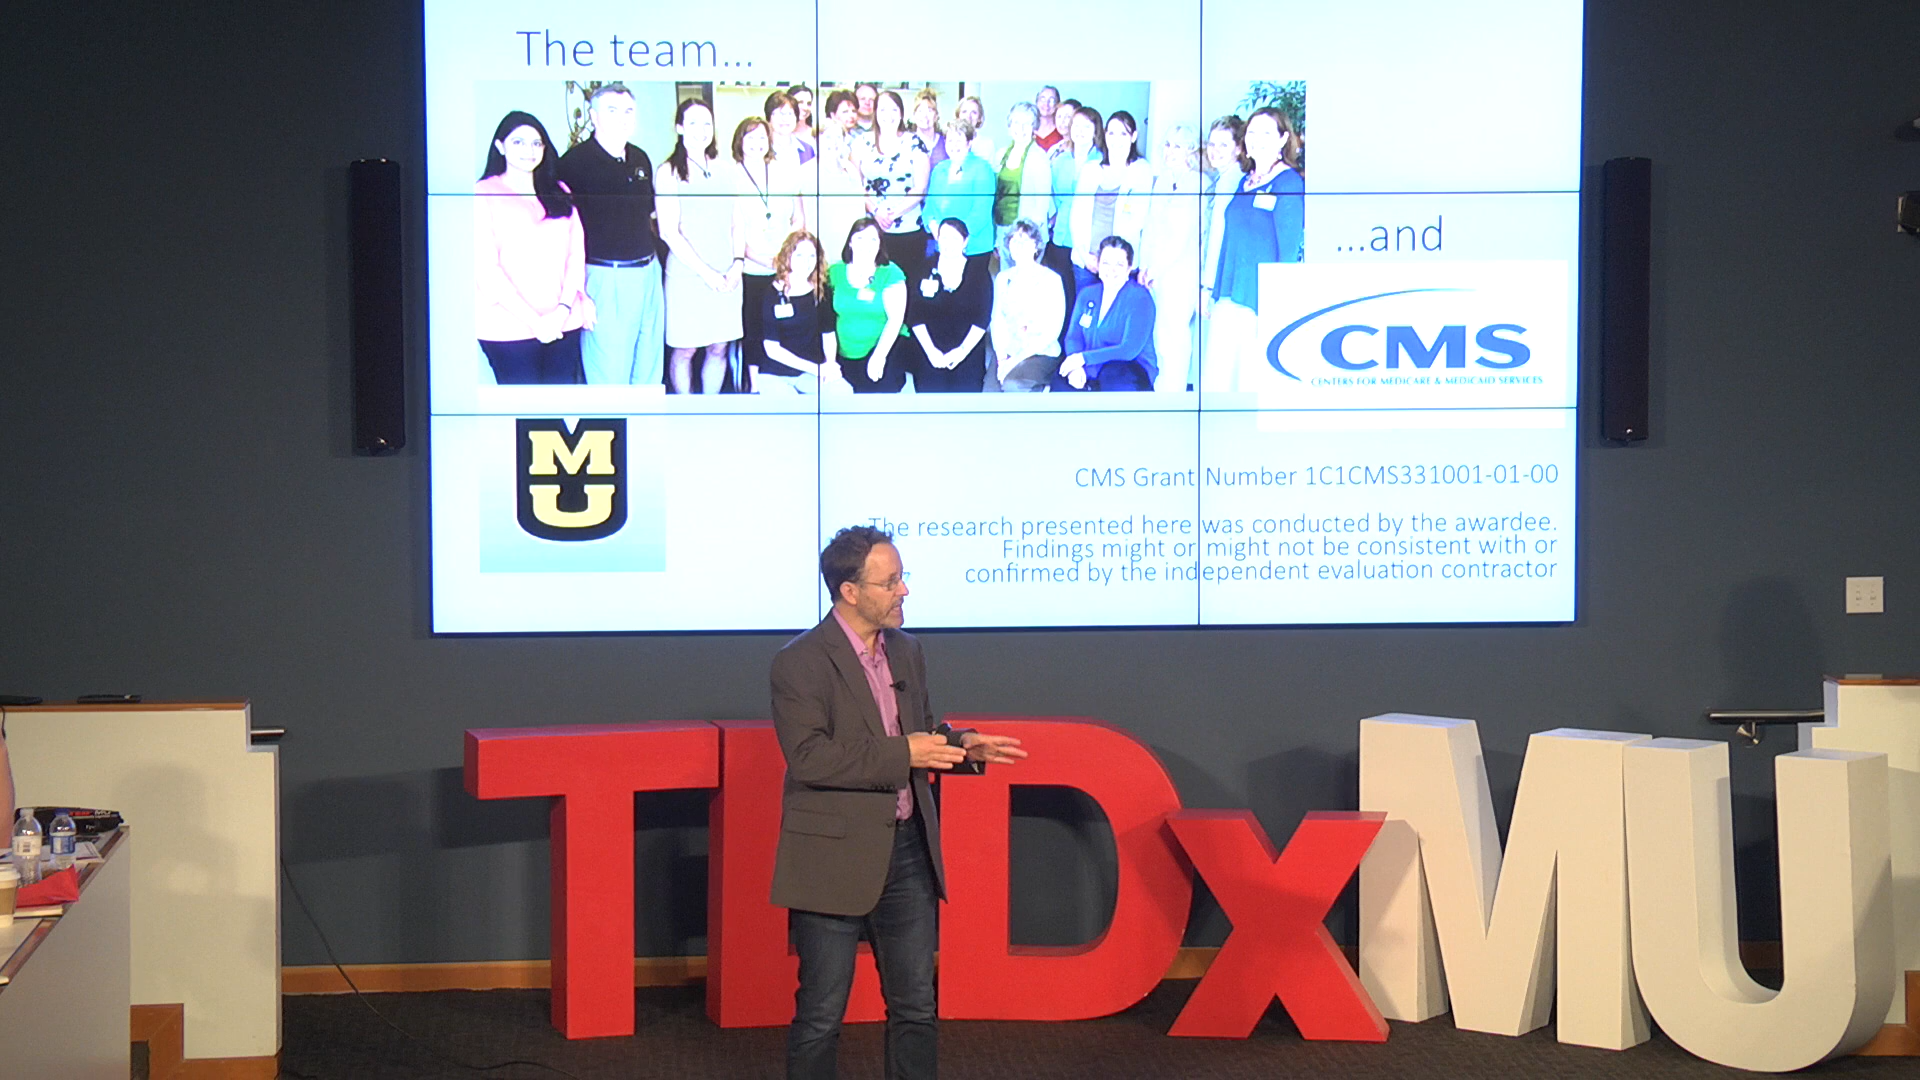 The team...
...and
CMS
CENTERS FOR MEDICARE & MEDICAID SERVICES
MU
CMS Grant Number 1C1CMS331001-01-00
The research presented here was conducted by the awardee.
Findings might or might not be consistent with or
confirmed by the independent evaluation contractor
TEDxMU